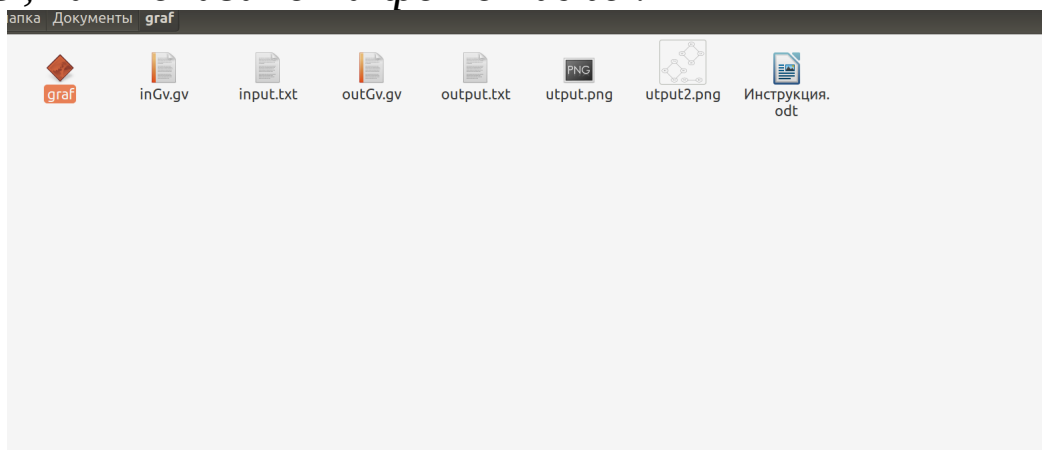 апка Документы graf
graf inGv.gv input.txt outGv.gv output.txt utput.png utput2.png Инструкция.
odt
PNG